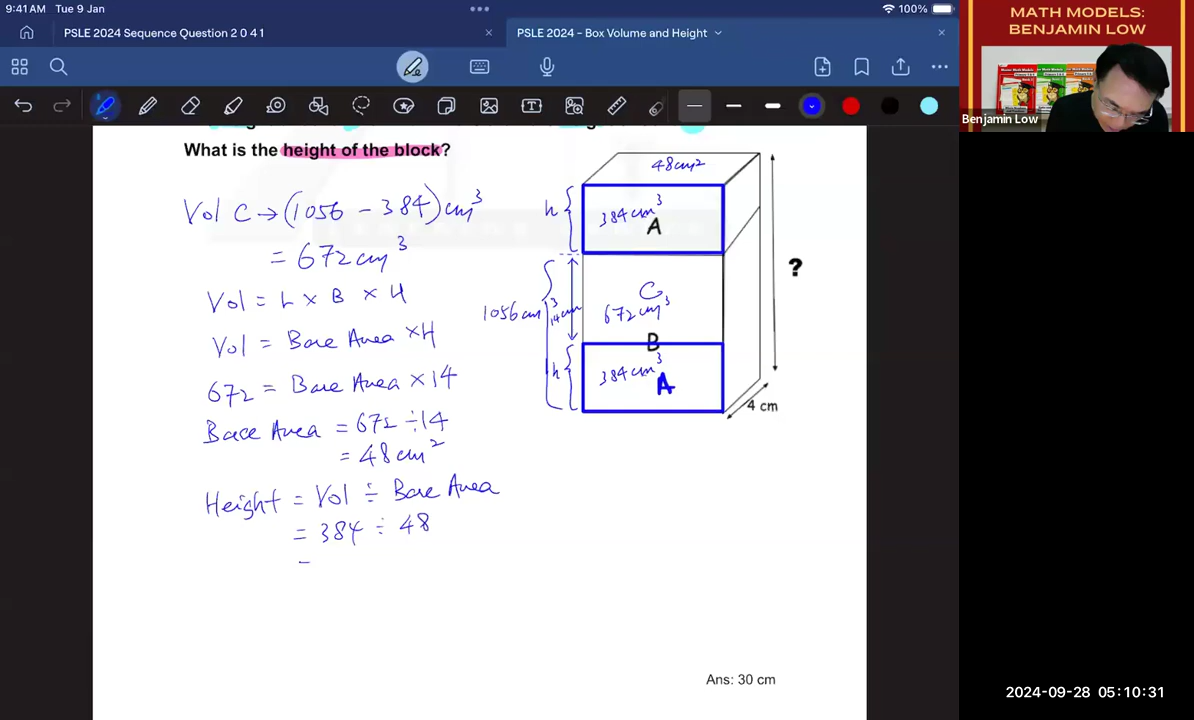 9:41 AM Tue 9 Jan
100%
PSLE 2024 Sequence Question 2 0 4 1
PSLE 2024 - Box Volume and Height
MATH MODELS:
BENJAMIN LOW
Benjamin Low
What is the height of the block?
48cm²
Vol C → (1056 - 384) cm³
= 672 cm³
Vol = L x B x H
Vol = Base Area x H
672 = Base Area x 14
Base Area = 672 ÷ 14
= 48 cm²
Height = Vol ÷ Base Area
= 384 ÷ 48
=
h
384 cm³
A
?
C
1056 cm³
14 cm
672 cm³
B
h
384 cm³
A
4 cm
Ans: 30 cm
2024-09-28 05:10:31